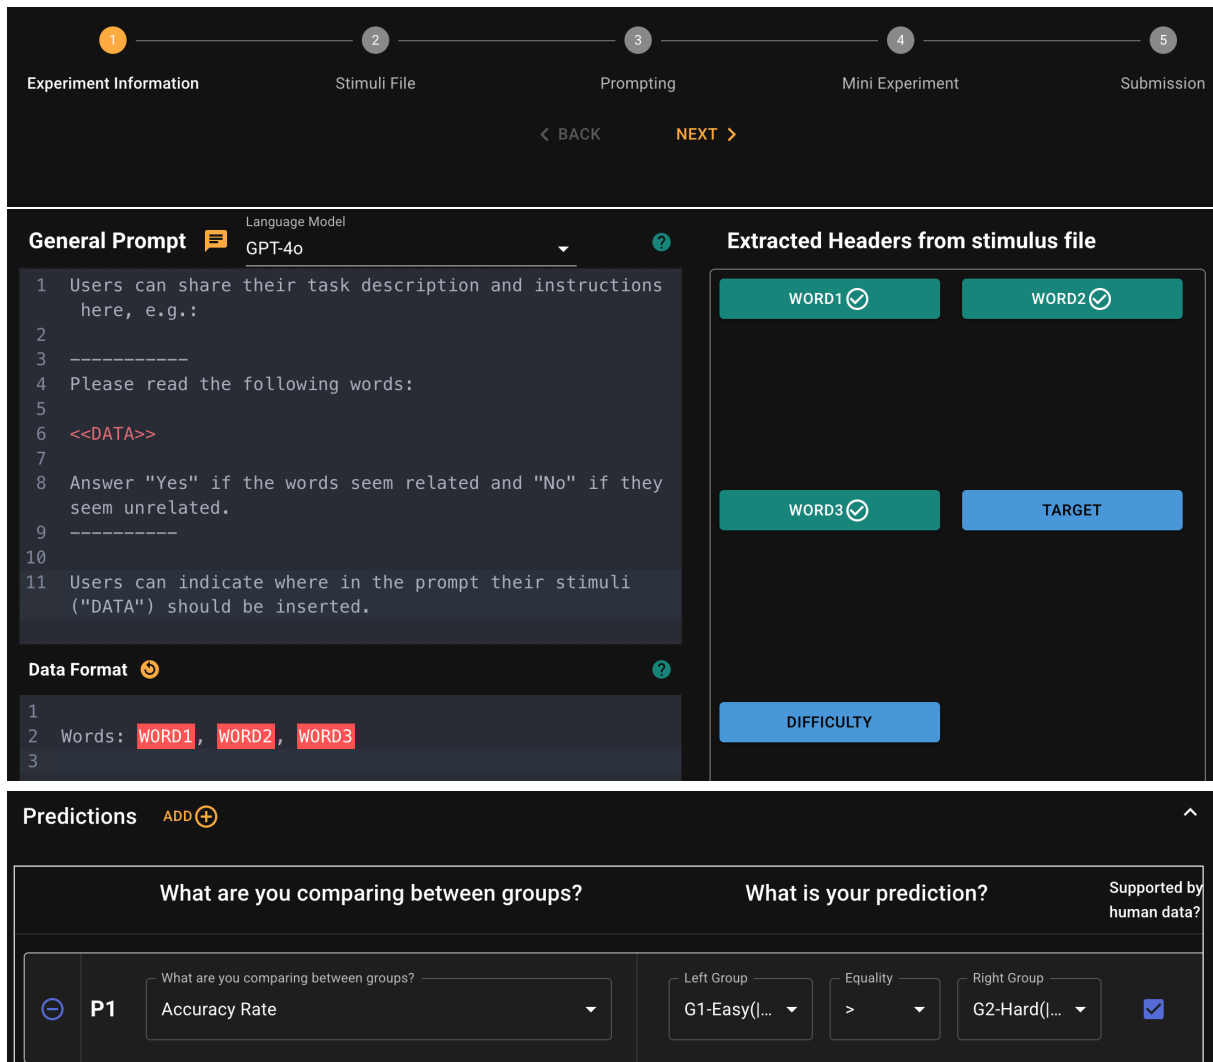 1 2 3 4 5
Experiment Information Stimuli File Prompting Mini Experiment Submission
BACK NEXT
General Prompt
Language Model
GPT-4o
?
1 Users can share their task description and instructions
here, e.g.:
2
3 -----------
4 Please read the following words:
5
6 <<DATA>>
7
8 Answer "Yes" if the words seem related and "No" if they
seem unrelated.
9 ----------
10
11 Users can indicate where in the prompt their stimuli
("DATA") should be inserted.
Data Format
?
1
2 Words: WORD1, WORD2, WORD3
3
Extracted Headers from stimulus file
WORD1 WORD2
WORD3 TARGET
DIFFICULTY
Predictions ADD
What are you comparing between groups? What is your prediction? Supported by
human data?
P1
What are you comparing between groups?
Accuracy Rate
Left Group
G1-Easy(|...
Equality
>
Right Group
G2-Hard(|...